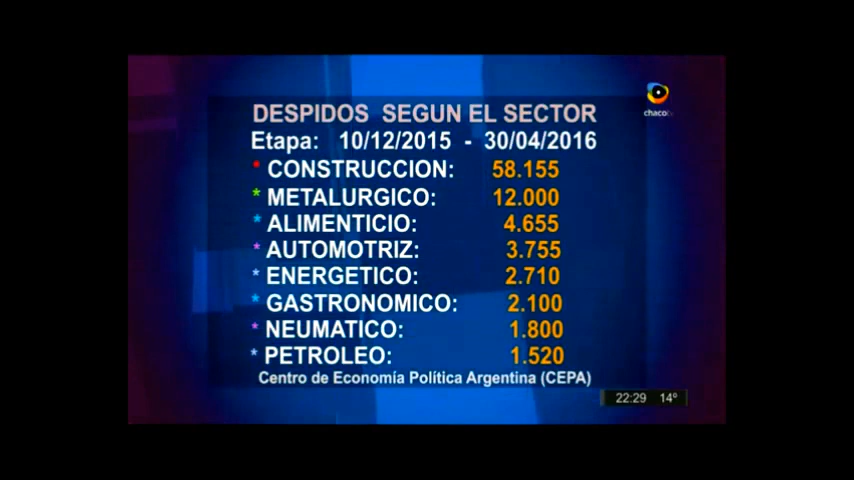 DESPIDOS SEGUN EL SECTOR
chaco
Etapa: 10/12/2015 - 30/04/2016
* CONSTRUCCION: 58.155
* METALURGICO: 12.000
* ALIMENTICIO: 4.655
* AUTOMOTRIZ: 3.755
* ENERGETICO: 2.710
* GASTRONOMICO: 2.100
* NEUMATICO: 1.800
* PETROLEO: 1.520
Centro de Economía Política Argentina (CEPA)
22:29 14º